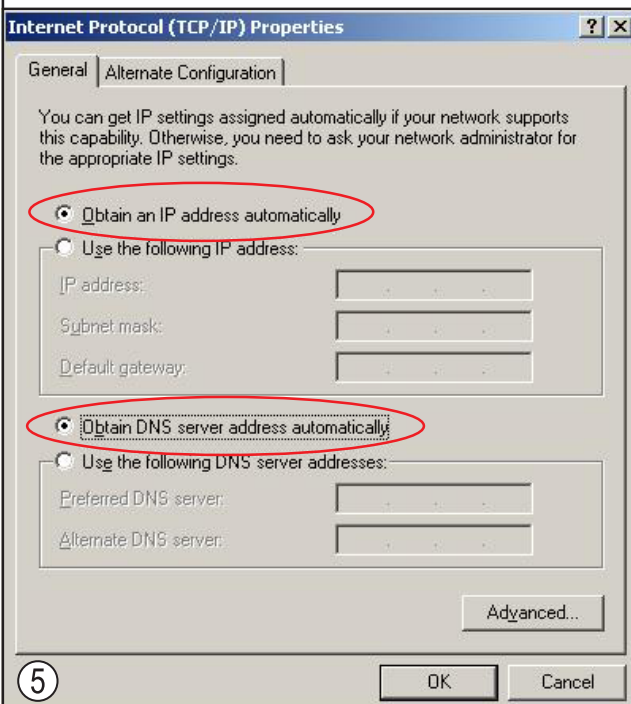 Internet Protocol (TCP/IP) Properties
General
Alternate Configuration
You can get IP settings assigned automatically if your network supports
this capability. Otherwise, you need to ask your network administrator for
the appropriate IP settings.
Obtain an IP address automatically
Use the following IP address:
IP address:
Subnet mask:
Default gateway:
Obtain DNS server address automatically
Use the following DNS server addresses:
Preferred DNS server:
Alternate DNS server:
Advanced...
5
OK
Cancel